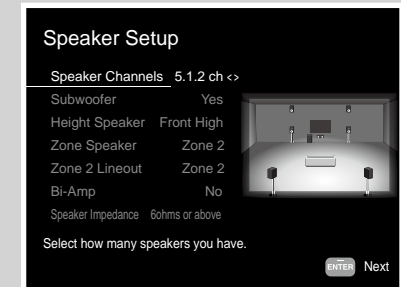 Speaker Setup
Speaker Channels 5.1.2 ch <>
Subwoofer Yes
Height Speaker Front High
Zone Speaker Zone 2
Zone 2 Lineout Zone 2
Bi-Amp No
Speaker Impedance 6ohms or above
Select how many speakers you have.
ENTER Next